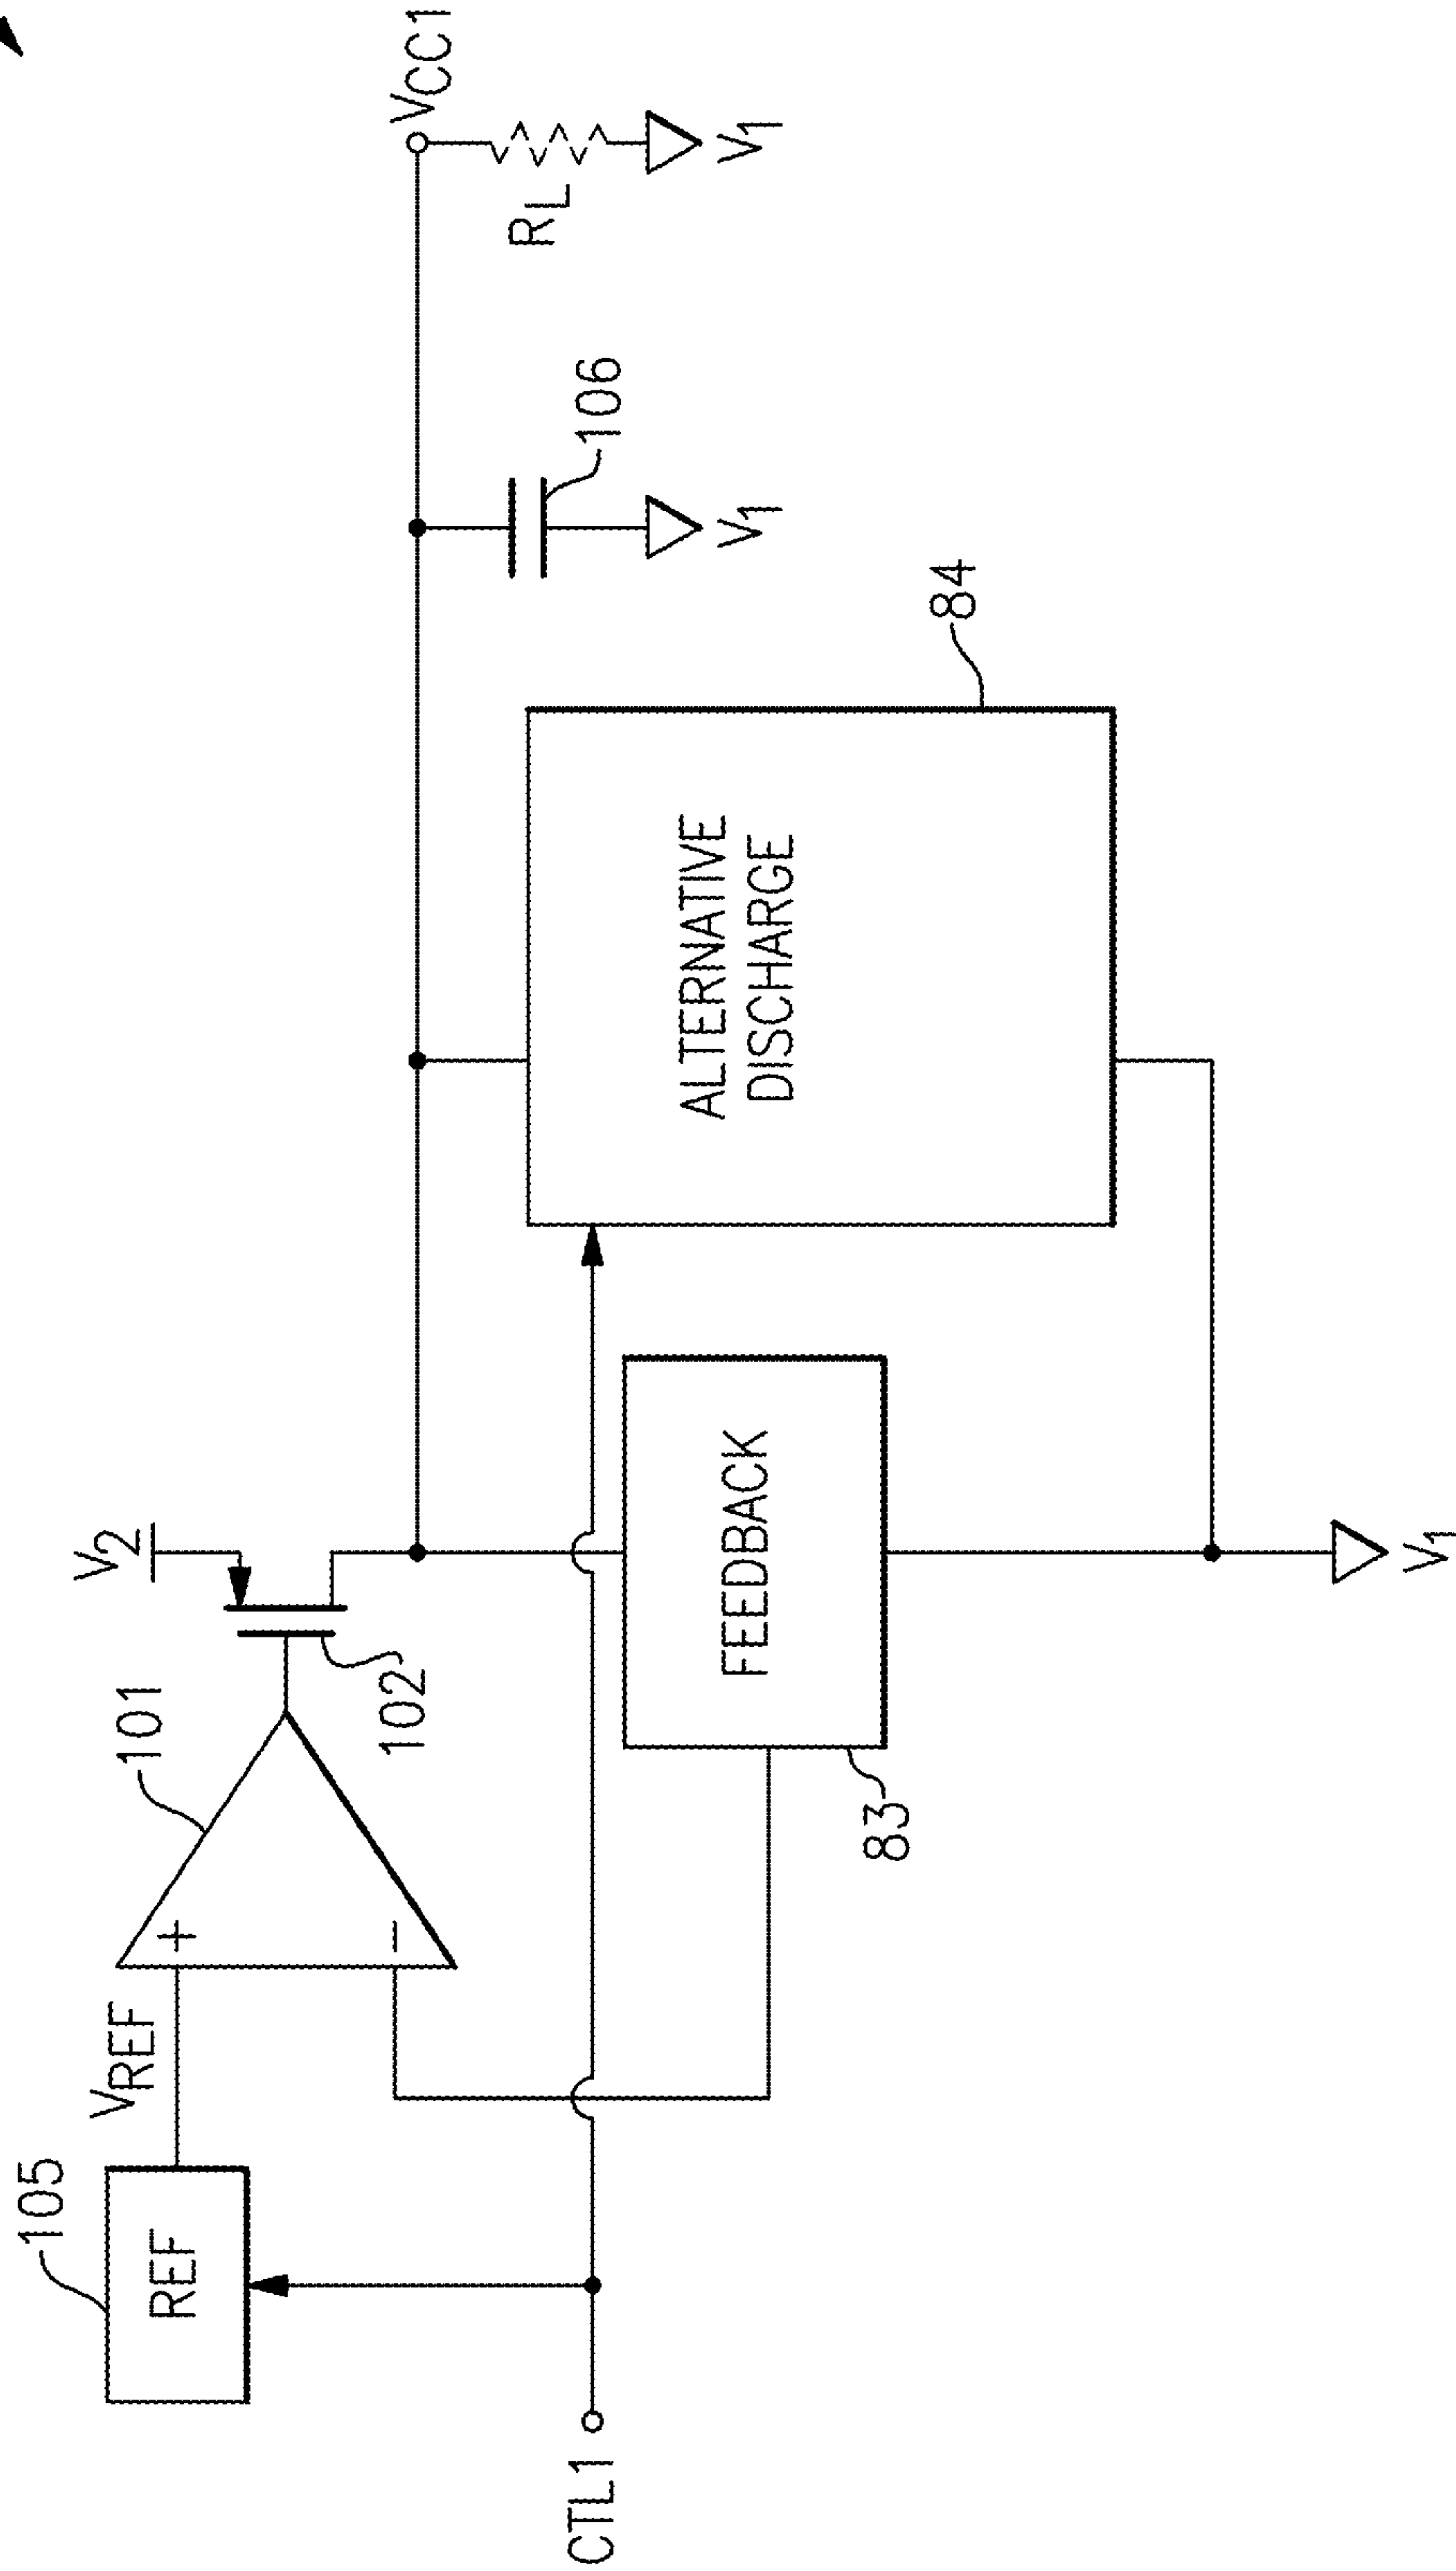 105
REF
VREF
CTL1
101
+
−
V2
102
83
FEEDBACK
V1
ALTERNATIVE
DISCHARGE
84
106
V1
VCC1
RL
V1